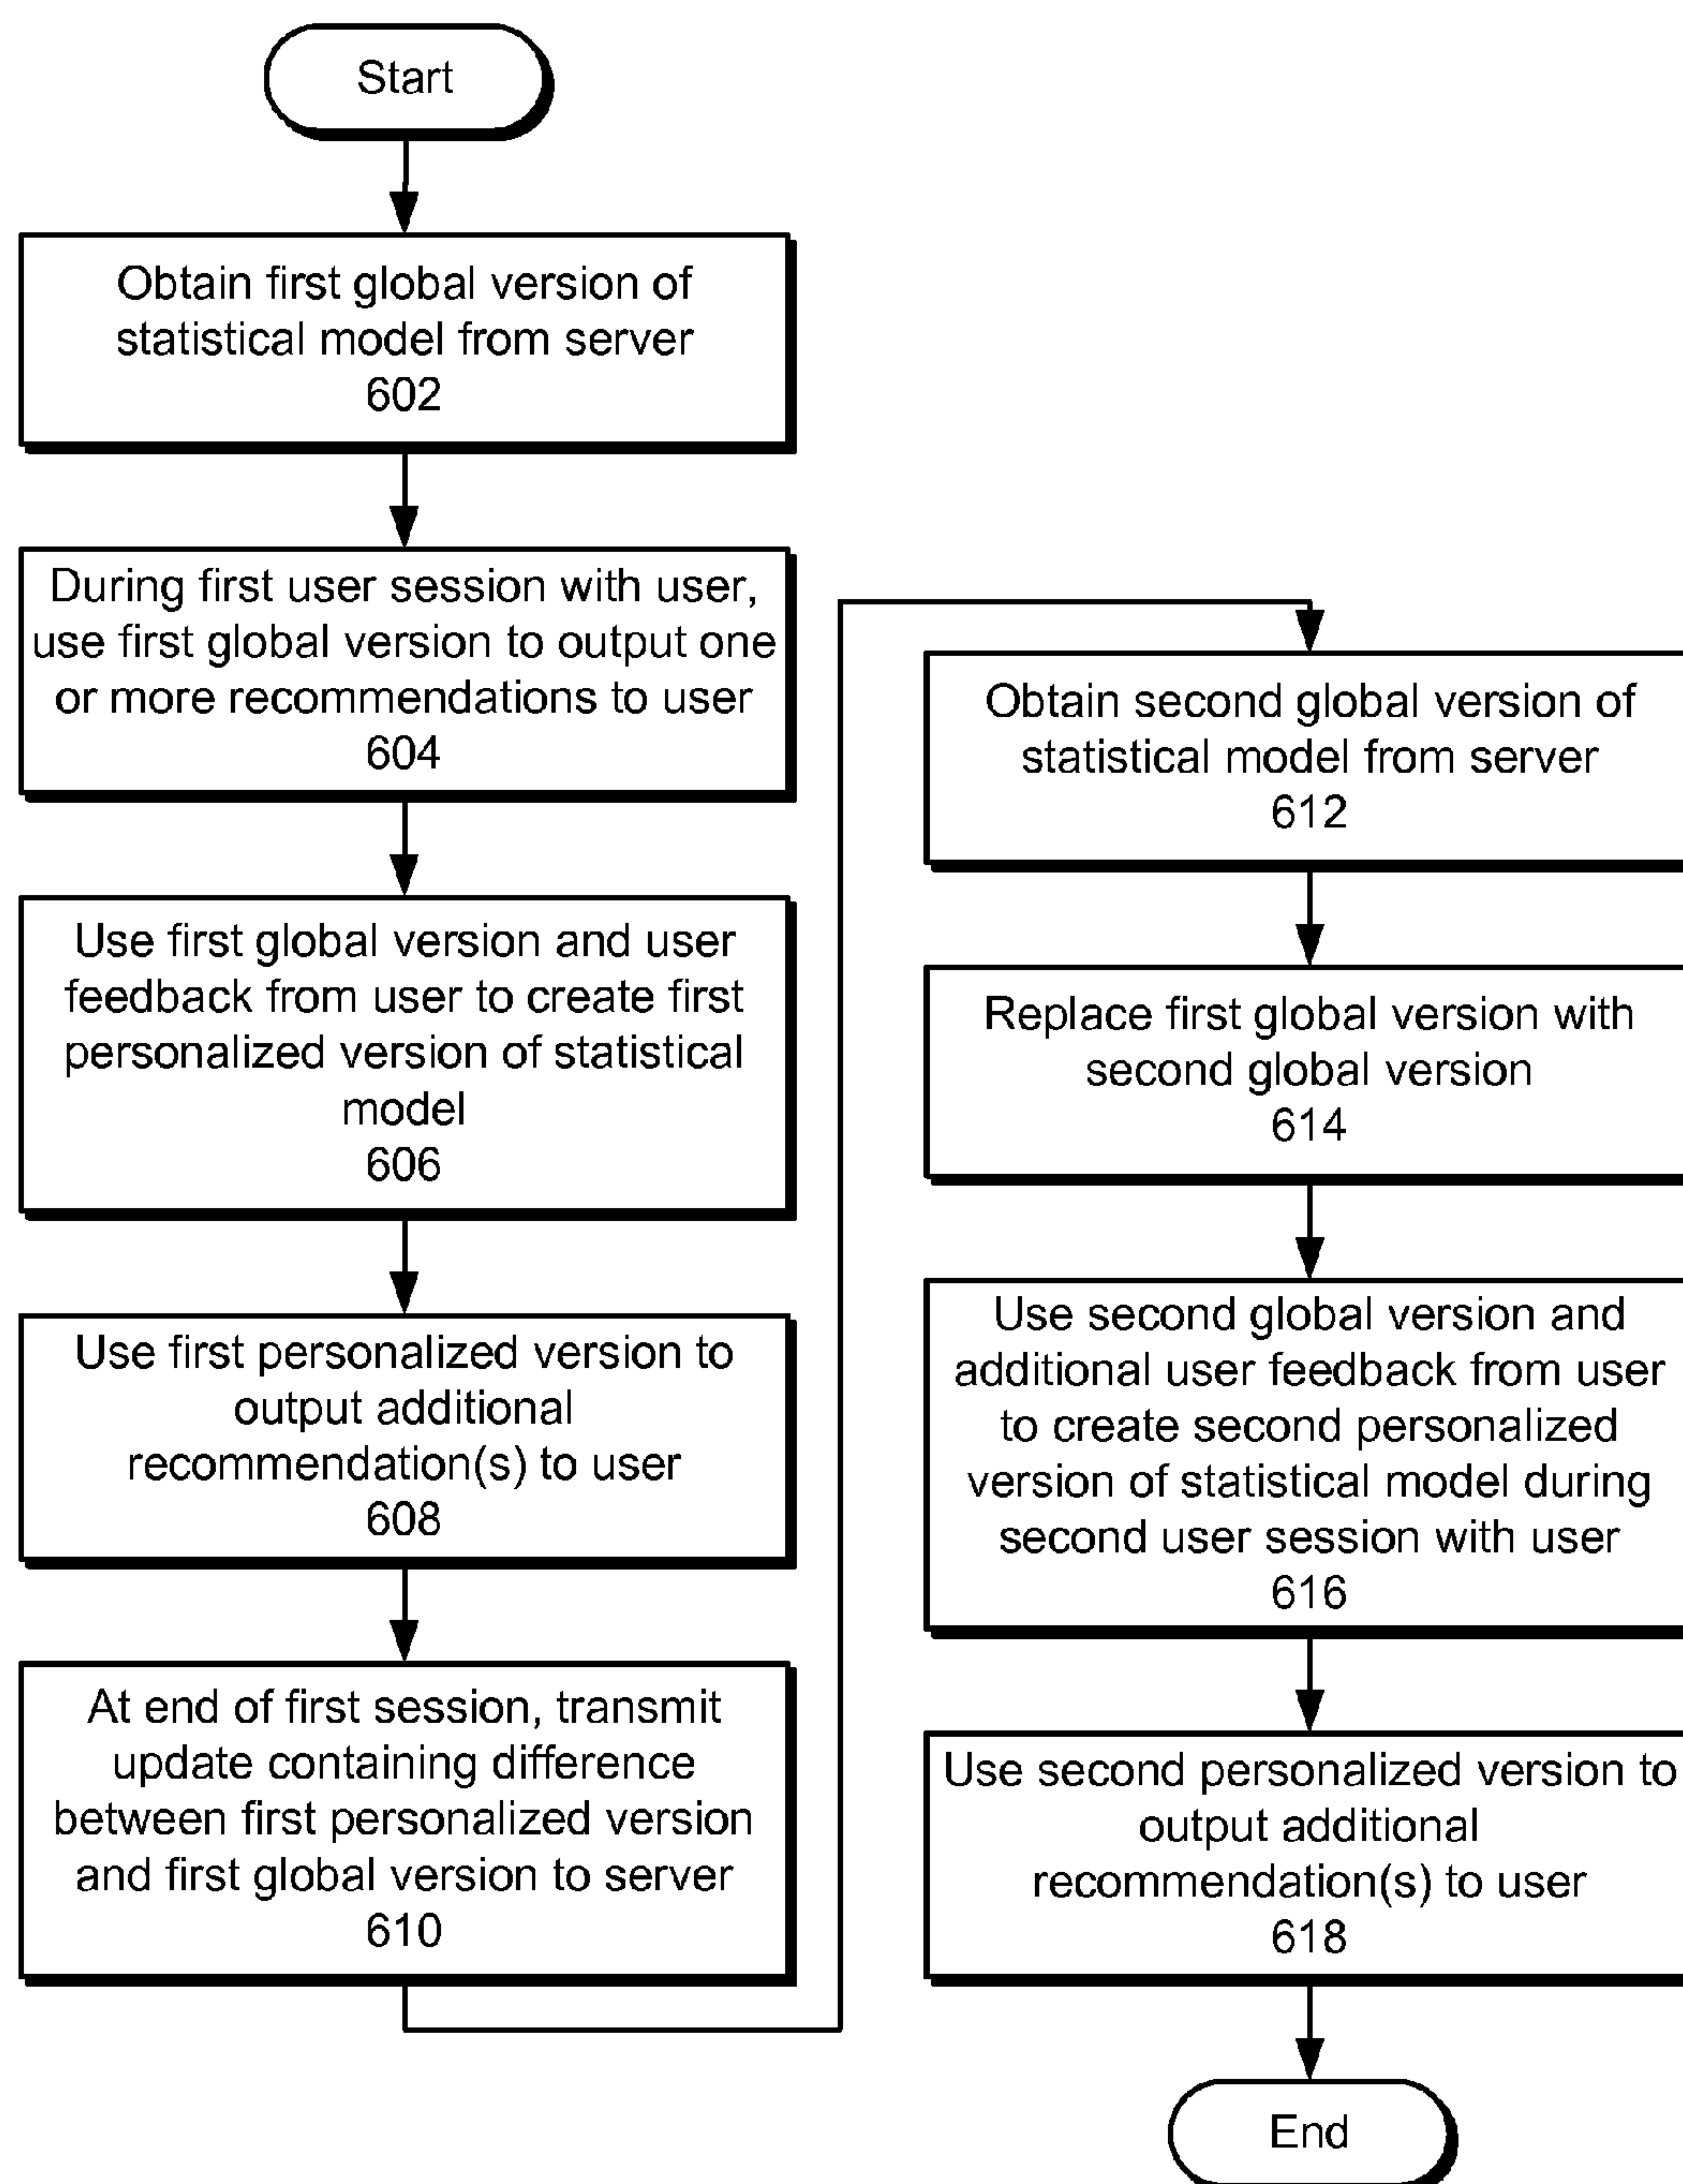 Start
Obtain first global version of
statistical model from server
602
During first user session with user,
use first global version to output one
or more recommendations to user
604
Use first global version and user
feedback from user to create first
personalized version of statistical
model
606
Use first personalized version to
output additional
recommendation(s) to user
608
At end of first session, transmit
update containing difference
between first personalized version
and first global version to server
610
Obtain second global version of
statistical model from server
612
Replace first global version with
second global version
614
Use second global version and
additional user feedback from user
to create second personalized
version of statistical model during
second user session with user
616
Use second personalized version to
output additional
recommendation(s) to user
618
End